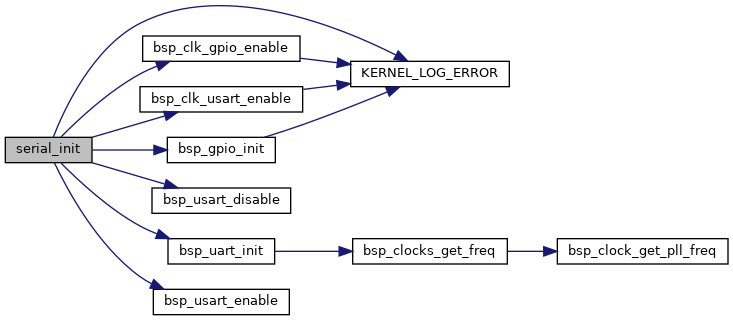 serial_init
bsp_clk_gpio_enable
bsp_clk_usart_enable
bsp_gpio_init
bsp_usart_disable
bsp_uart_init
bsp_usart_enable
KERNEL_LOG_ERROR
bsp_clocks_get_freq
bsp_clock_get_pll_freq